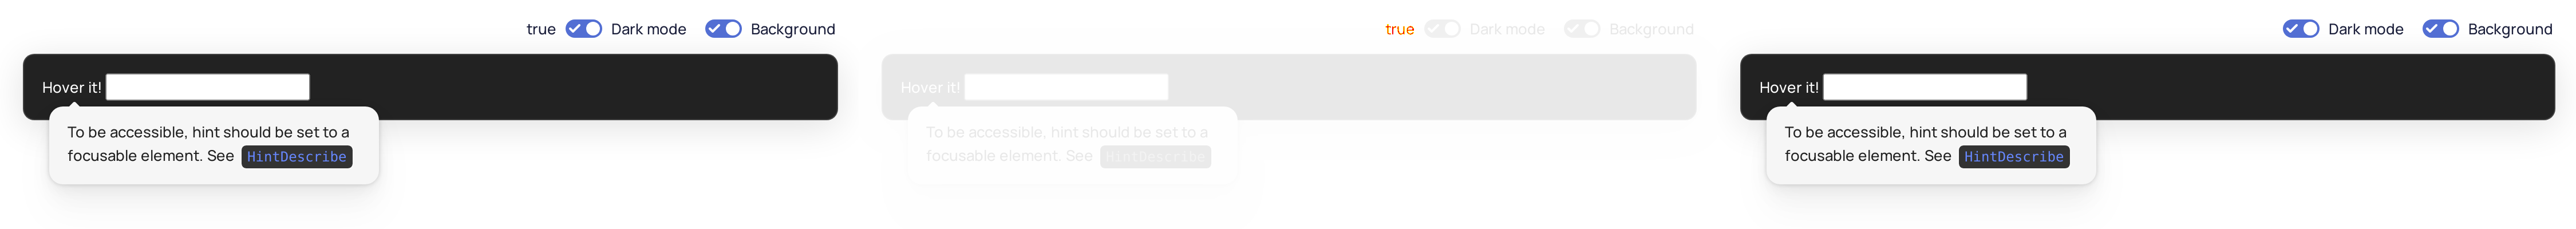 true Dark mode Background
Hover it!
To be accessible, hint should be set to a
focusable element. See HintDescribe
true Dark mode Background
Hover it!
To be accessible, hint should be set to a
focusable element. See HintDescribe
Dark mode Background
Hover it!
To be accessible, hint should be set to a
focusable element. See HintDescribe